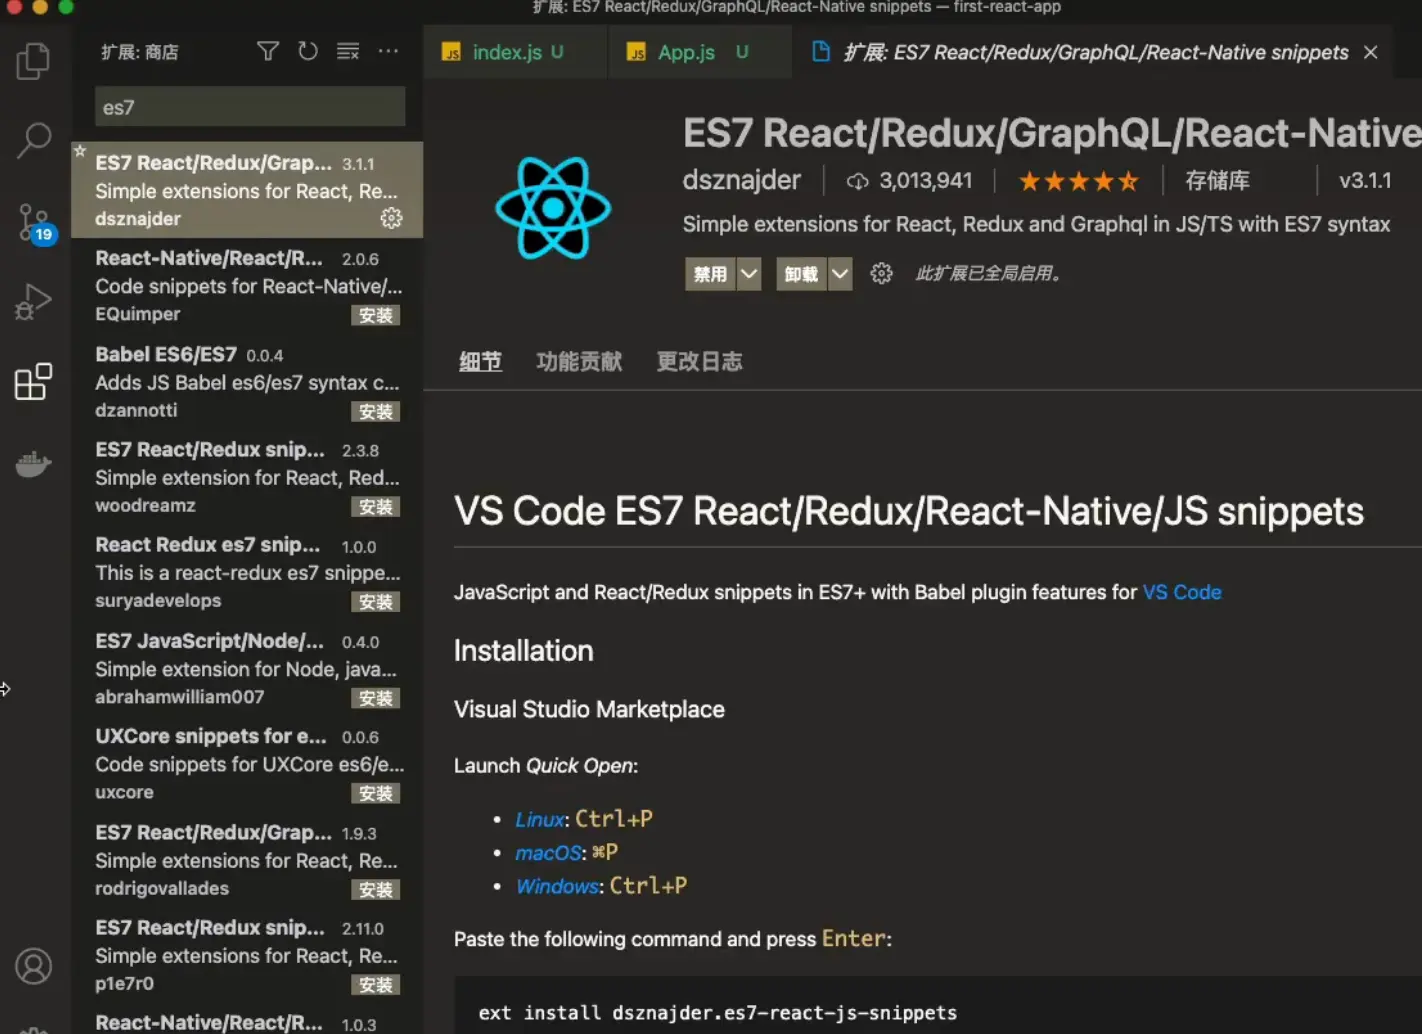 扩展: ES7 React/Redux/GraphQL/React-Native snippets — first-react-app
扩展: 商店
index.js U
App.js U
扩展: ES7 React/Redux/GraphQL/React-Native snippets
es7
ES7 React/Redux/Grap... 3.1.1
Simple extensions for React, Re...
dsznajder
19
React-Native/React/R... 2.0.6
Code snippets for React-Native/...
EQuimper 安装
Babel ES6/ES7 0.0.4
Adds JS Babel es6/es7 syntax c...
dzannotti 安装
ES7 React/Redux snip... 2.3.8
Simple extension for React, Red...
woodreamz 安装
React Redux es7 snip... 1.0.0
This is a react-redux es7 snippe...
suryadevelops 安装
ES7 JavaScript/Node/... 0.4.0
Simple extension for Node, java...
abrahamwilliam007 安装
UXCore snippets for e... 0.0.6
Code snippets for UXCore es6/e...
uxcore 安装
ES7 React/Redux/Grap... 1.9.3
Simple extensions for React, Re...
rodrigovallades 安装
ES7 React/Redux snip... 2.11.0
Simple extensions for React, Re...
p1e7r0 安装
React-Native/React/R... 1.0.3
ES7 React/Redux/GraphQL/React-Native
dsznajder 3,013,941 存储库 v3.1.1
Simple extensions for React, Redux and Graphql in JS/TS with ES7 syntax
禁用 卸载 此扩展已全局启用。
细节 功能贡献 更改日志
VS Code ES7 React/Redux/React-Native/JS snippets
JavaScript and React/Redux snippets in ES7+ with Babel plugin features for VS Code
Installation
Visual Studio Marketplace
Launch Quick Open:
• Linux: Ctrl+P
• macOS: ⌘P
• Windows: Ctrl+P
Paste the following command and press Enter:
ext install dsznajder.es7-react-js-snippets